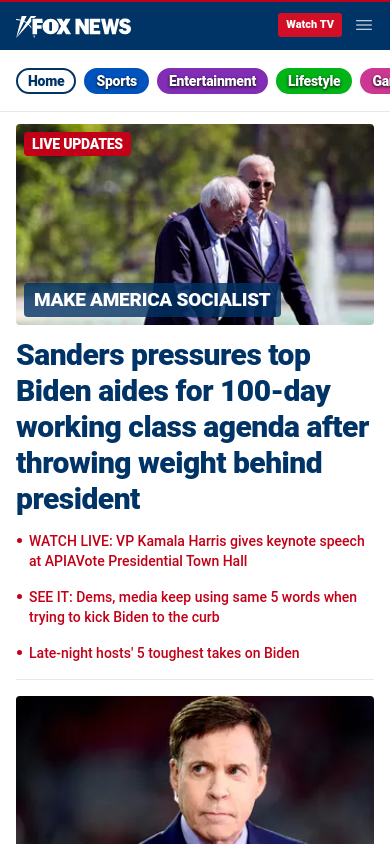 FOX NEWS
Watch TV
Home
Sports
Entertainment
Lifestyle
Ga
LIVE UPDATES
MAKE AMERICA SOCIALIST
Sanders pressures top
Biden aides for 100-day
working class agenda after
throwing weight behind
president
WATCH LIVE: VP Kamala Harris gives keynote speech
at APIAVote Presidential Town Hall
SEE IT: Dems, media keep using same 5 words when
trying to kick Biden to the curb
Late-night hosts' 5 toughest takes on Biden